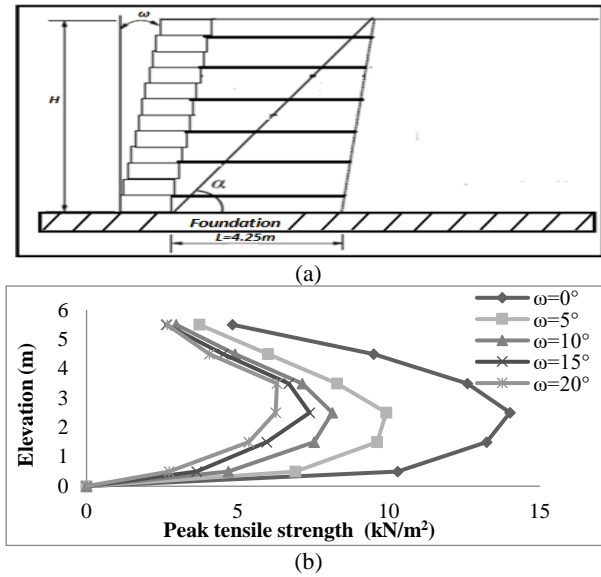 ω
H
α
Foundation
L=4.25m
(a)
6
5
4
3
2
1
0
Elevation (m)
ω=0°
ω=5°
ω=10°
ω=15°
ω=20°
0 5 10 15
Peak tensile strength (kN/m²)
(b)